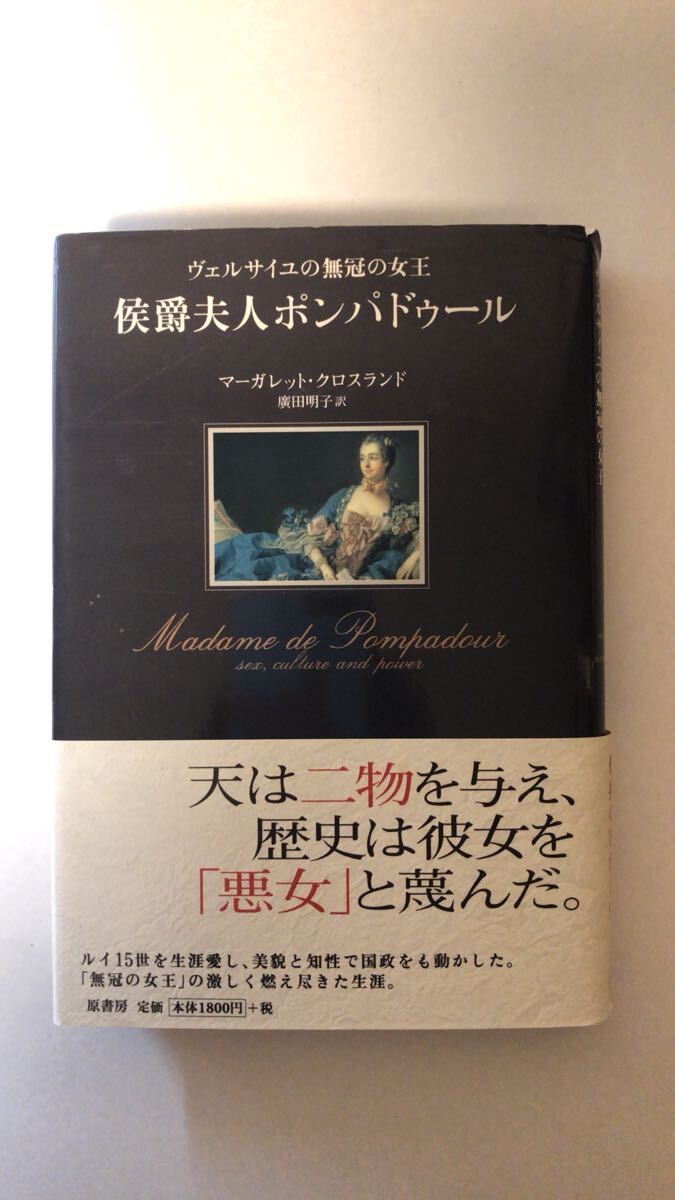 ヴェルサイユの無冠の女王
侯爵夫人ポンパドゥール
マーガレット・クロスランド
廣田明子 訳
Madame de Pompadour
sex, culture and power
天は二物を与え、
歴史は彼女を
「悪女」と蔑んだ。
ルイ15世を生涯愛し、美貌と知性で国政をも動かした。
「無冠の女王」の激しく燃え尽きた生涯。
原書房 定価 本体1800円+税
の無冠の女王